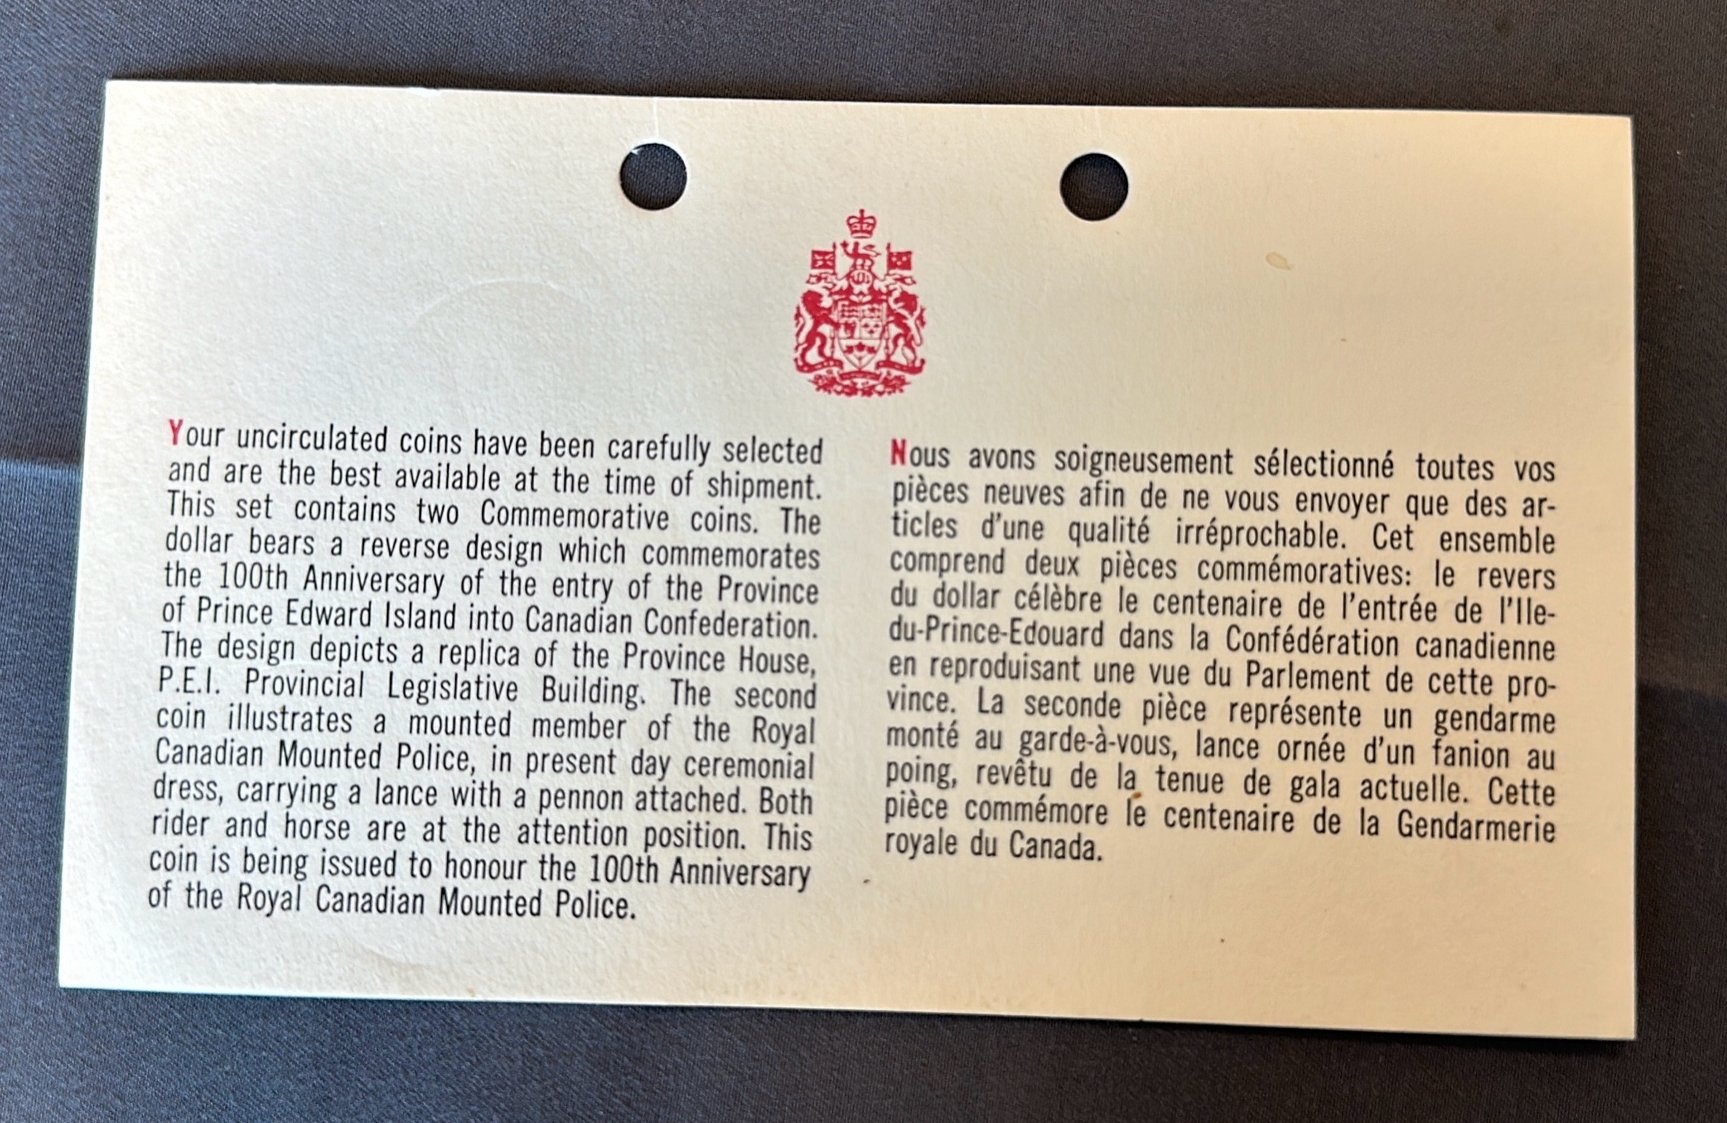 Your uncirculated coins have been carefully selected
and are the best available at the time of shipment.
This set contains two Commemorative coins. The
dollar bears a reverse design which commemorates
the 100th Anniversary of the entry of the Province
of Prince Edward Island into Canadian Confederation.
The design depicts a replica of the Province House,
P.E.I. Provincial Legislative Building. The second
coin illustrates a mounted member of the Royal
Canadian Mounted Police, in present day ceremonial
dress, carrying a lance with a pennon attached. Both
rider and horse are at the attention position. This
coin is being issued to honour the 100th Anniversary
of the Royal Canadian Mounted Police.
Nous avons soigneusement sélectionné toutes vos
pièces neuves afin de ne vous envoyer que des ar-
ticles d'une qualité irréprochable. Cet ensemble
comprend deux pièces commémoratives: le revers
du dollar célèbre le centenaire de l'entrée de l'Ile-
du-Prince-Edouard dans la Confédération canadienne
en reproduisant une vue du Parlement de cette pro-
vince. La seconde pièce représente un gendarme
monté au garde-à-vous, lance ornée d'un fanion au
poing, revêtu de la tenue de gala actuelle. Cette
pièce commémore le centenaire de la Gendarmerie
royale du Canada.